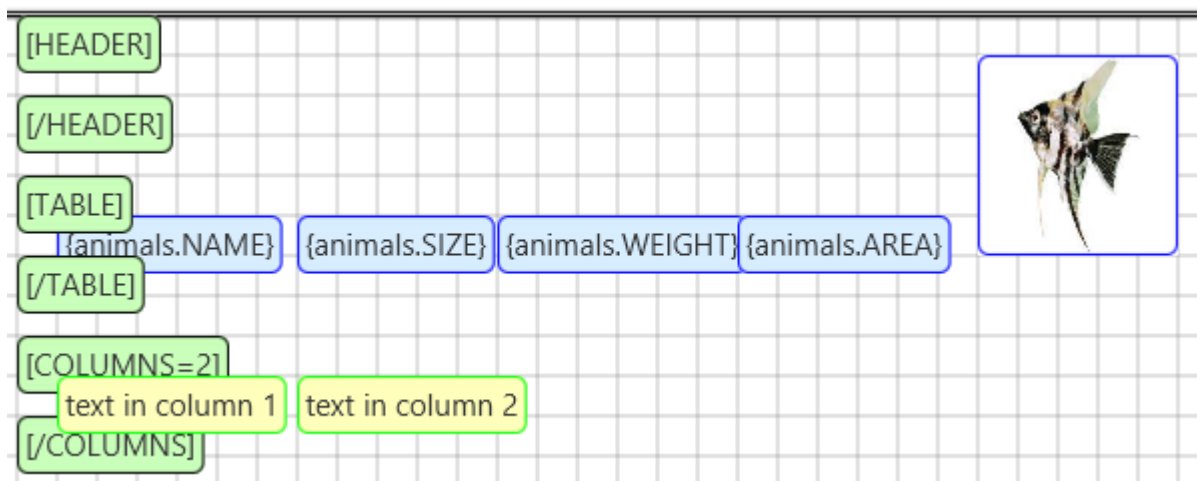 [HEADER]
[/HEADER]
[TABLE]
{animals.NAME} {animals.SIZE} {animals.WEIGHT} {animals.AREA}
[/TABLE]
[COLUMNS=2]
text in column 1 text in column 2
[/COLUMNS]